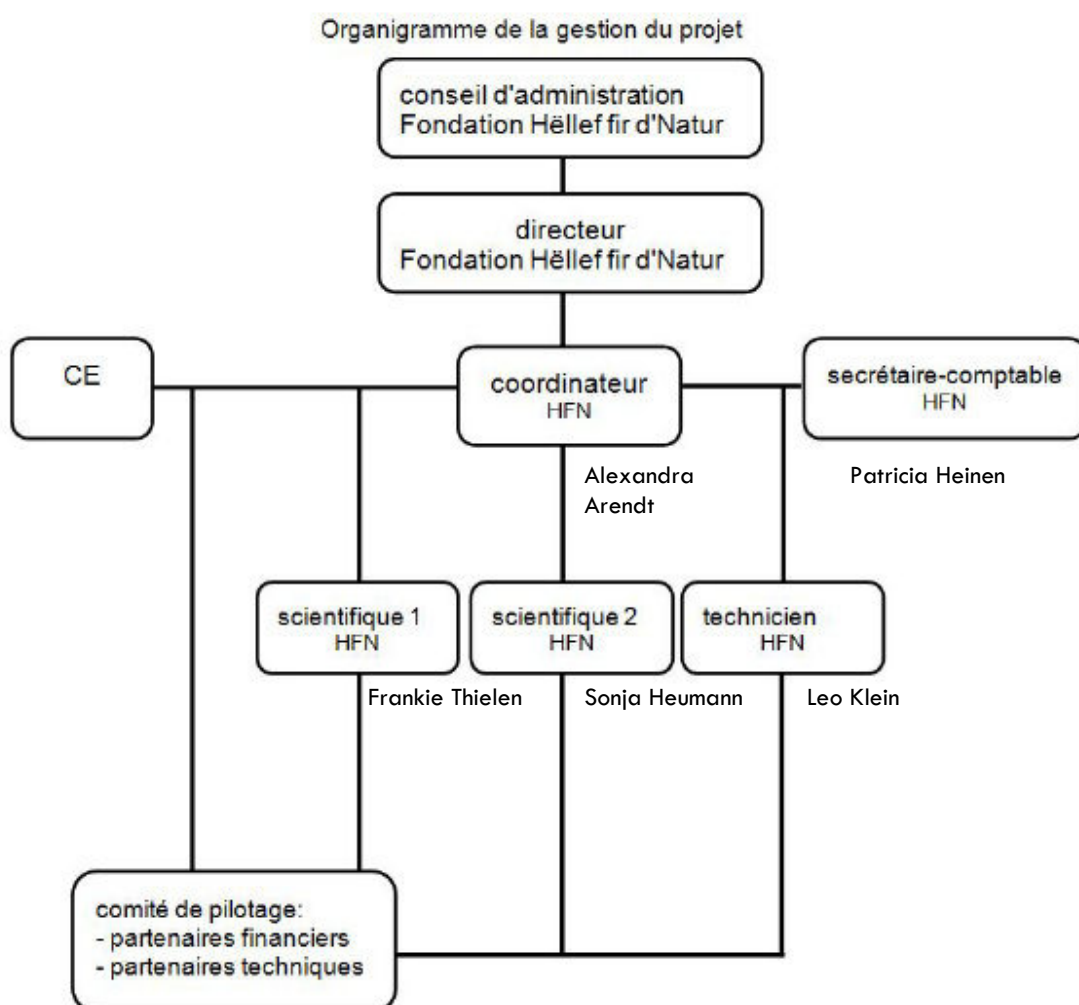 Organigramme de la gestion du projet
conseil d'administration
Fondation Hëllef fir d'Natur
directeur
Fondation Hëllef fir d'Natur
CE
coordinateur
HFN
secrétaire-comptable
HFN
Alexandra
Arendt
Patricia Heinen
scientifique 1
HFN
scientifique 2
HFN
technicien
HFN
Frankie Thielen
Sonja Heumann
Leo Klein
comité de pilotage:
- partenaires financiers
- partenaires techniques